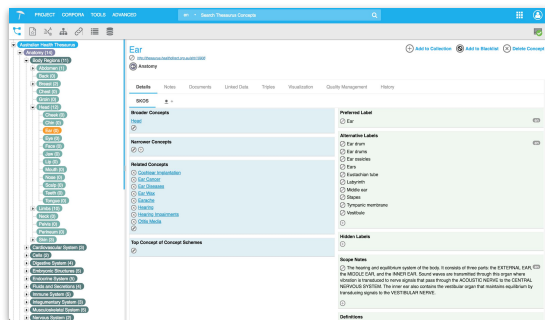 PROJECT CORPORA TOOLS ADVANCED
Search Thesaurus Concepts
Australian Health Thesaurus
Anatomy (14)
Body Regions (11)
Abdomen (1)
Back (0)
Breast (2)
Chest (0)
Groin (0)
Head (12)
Cheek (0)
Chin (0)
Ear (0)
Eye (0)
Face (0)
Jaw (0)
Lip (0)
Mouth (0)
Nose (0)
Scalp (0)
Teeth (0)
Tongue (0)
Limbs (10)
Neck (0)
Pelvis (0)
Perineum (0)
Skin (3)
Cardiovascular System (3)
Cells (2)
Digestive System (4)
Embryonic Structures (6)
Endocrine System (6)
Fluids and Secretions (4)
Immune System (5)
Integumentary System (3)
Musculoskeletal System (5)
Nervous System (2)
Ear
Anatomy
Add to Collection Add to Blacklist Delete Concept
Details Notes Documents Linked Data Triples Visualization Quality Management History
SKOS
Broader Concepts
Head
Narrower Concepts
Related Concepts
Cochlear Implantation
Ear Cancer
Ear Diseases
Ear Wax
Earache
Hearing
Hearing Impairments
Otitis Media
Top Concept of Concept Schemes
Preferred Label
Ear
Alternative Labels
Ear drum
Ear drums
Ear ossicles
Ears
Eustachian tube
Labyrinth
Middle ear
Stapes
Tympanic membrane
Vestibule
Hidden Labels
Scope Notes
The hearing and equilibrium system of the body. It consists of three parts: the EXTERNAL EAR,
the MIDDLE EAR, and the INNER EAR. Sound waves are transmitted through this organ where
vibration is transduced to nerve signals that pass through the ACOUSTIC NERVE to the CENTRAL
NERVOUS SYSTEM. The inner ear also contains the vestibular organ that maintains equilibrium by
transducing signals to the VESTIBULAR NERVE.
Definitions